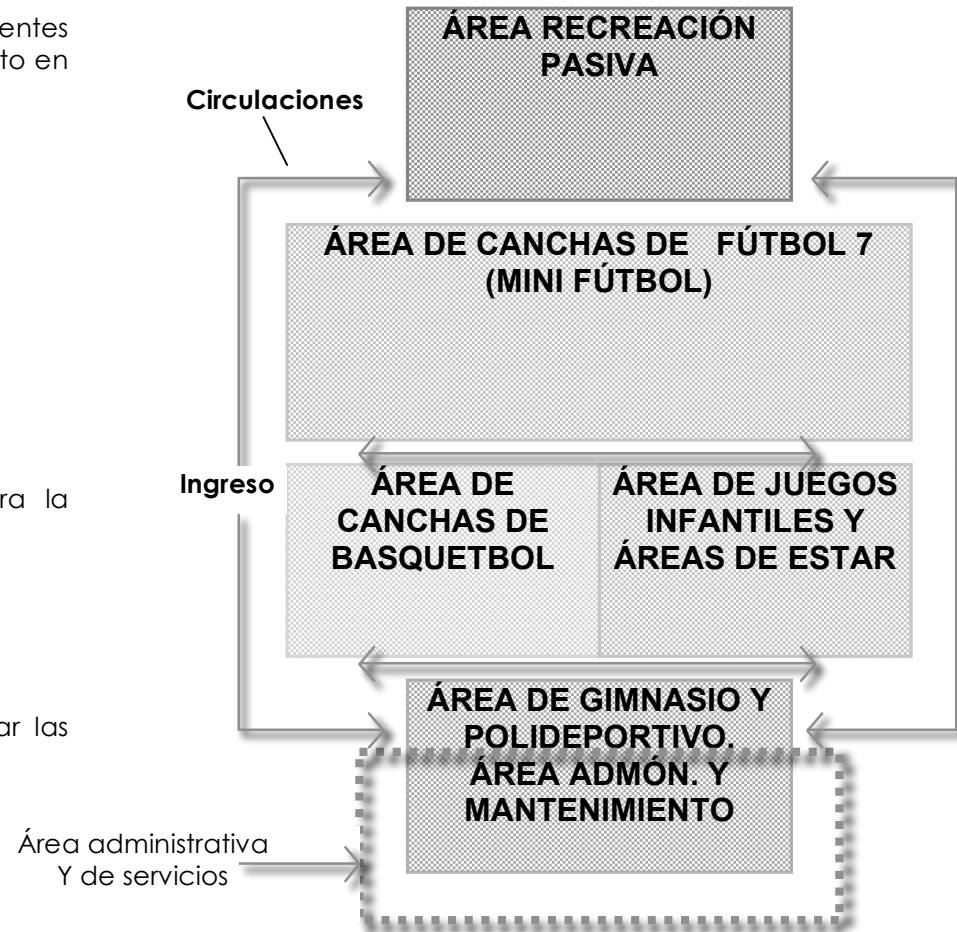 entes
to en
ÁREA RECREACIÓN
PASIVA
Circulaciones
ÁREA DE CANCHAS DE FÚTBOL 7
(MINI FÚTBOL)
ra la
Ingreso
ÁREA DE
CANCHAS DE
BASQUETBOL
ÁREA DE JUEGOS
INFANTILES Y
ÁREAS DE ESTAR
ar las
ÁREA DE GIMNASIO Y
POLIDEPORTIVO.
ÁREA ADMÓN. Y
MANTENIMIENTO
Área administrativa
Y de servicios